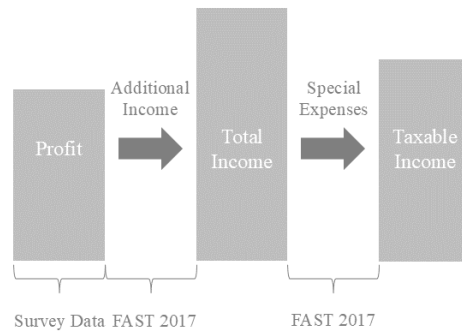 Additional
Income
Special
Expenses
Profit
Total
Income
Taxable
Income
Survey Data
FAST 2017
FAST 2017